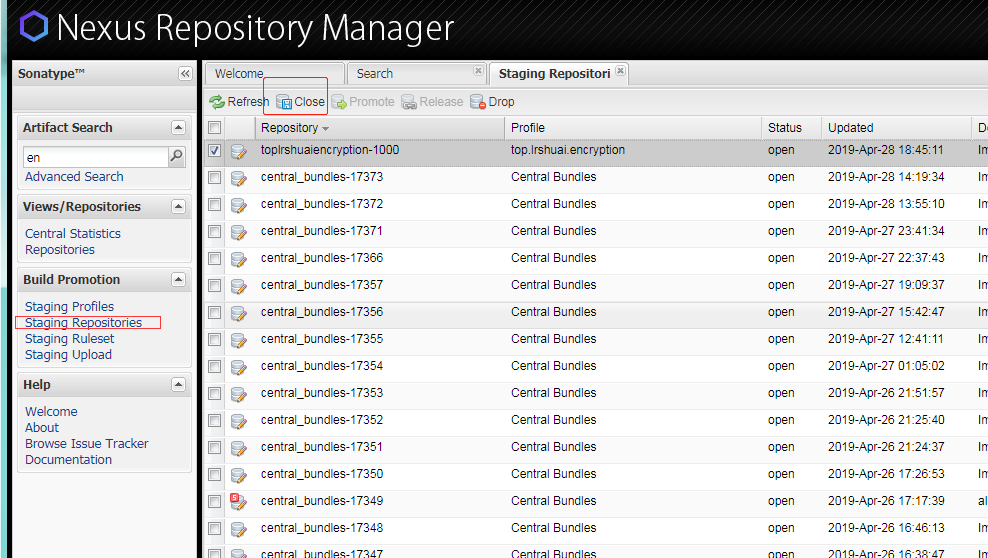 Nexus Repository Manager
Sonatype™
Welcome
Search
Staging Repositori
Refresh Close Promote Release Drop
Artifact Search
en
Advanced Search
Views/Repositories
Central Statistics
Repositories
Build Promotion
Staging Profiles
Staging Repositories
Staging Ruleset
Staging Upload
Help
Welcome
About
Browse Issue Tracker
Documentation
Repository Profile Status Updated
toplrshuaiencryption-1000 top.lrshuai.encryption open 2019-Apr-28 18:45:11 Im
central_bundles-17373 Central Bundles open 2019-Apr-28 14:19:34 Im
central_bundles-17372 Central Bundles open 2019-Apr-28 13:55:10 Im
central_bundles-17371 Central Bundles open 2019-Apr-27 23:41:34 Im
central_bundles-17366 Central Bundles open 2019-Apr-27 22:37:43 Im
central_bundles-17357 Central Bundles open 2019-Apr-27 19:09:37 Im
central_bundles-17356 Central Bundles open 2019-Apr-27 15:42:47 Im
central_bundles-17355 Central Bundles open 2019-Apr-27 12:41:11 Im
central_bundles-17354 Central Bundles open 2019-Apr-27 01:05:02 Im
central_bundles-17353 Central Bundles open 2019-Apr-26 21:51:57 Im
central_bundles-17352 Central Bundles open 2019-Apr-26 21:25:40 Im
central_bundles-17351 Central Bundles open 2019-Apr-26 21:24:37 Im
central_bundles-17350 Central Bundles open 2019-Apr-26 17:26:53 Im
5 central_bundles-17349 Central Bundles open 2019-Apr-26 17:17:39 al
central_bundles-17348 Central Bundles open 2019-Apr-26 16:46:13 Im
central_bundles-17347 Central Bundles open 2019-Apr-26 16:38:47 Im